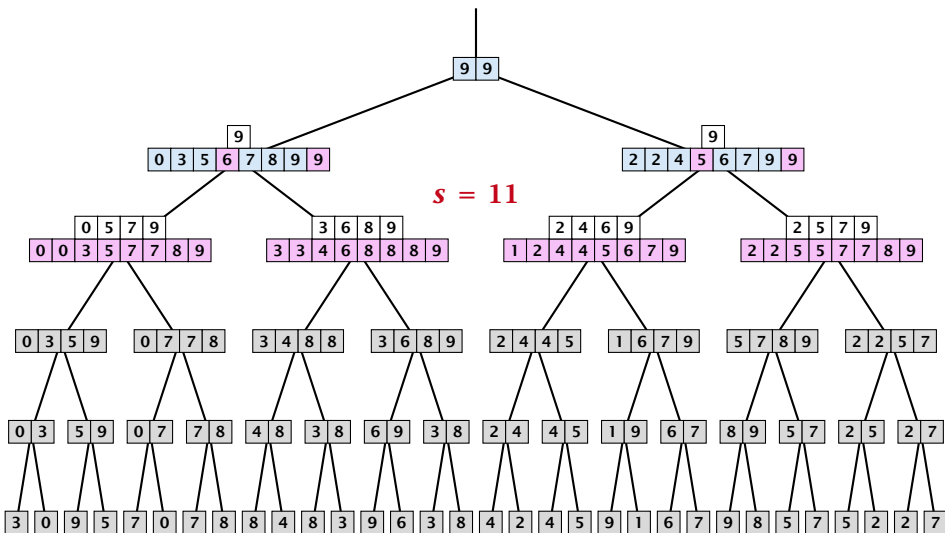 9 9
9 9
0 3 5 6 7 8 9 9 2 2 4 5 6 7 9 9
s = 11
0 5 7 9 3 6 8 9 2 4 6 9 2 5 7 9
0 0 3 5 7 7 8 9 3 3 4 6 8 8 8 9 1 2 4 4 5 6 7 9 2 2 5 5 7 7 8 9
0 3 5 9 0 7 7 8 3 4 8 8 3 6 8 9 2 4 4 5 1 6 7 9 5 7 8 9 2 2 5 7
0 3 5 9 0 7 7 8 4 8 3 8 6 9 3 8 2 4 4 5 1 9 6 7 8 9 5 7 2 5 2 7
3 0 9 5 7 0 7 8 8 4 8 3 9 6 3 8 4 2 4 5 9 1 6 7 9 8 5 7 5 2 2 7